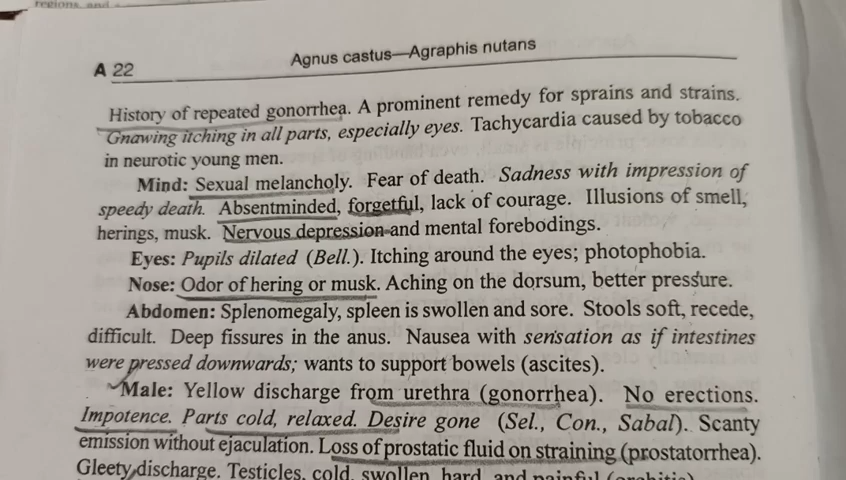 regions, and
Agnus castus—Agraphis nutans
A 22
History of repeated gonorrhea. A prominent remedy for sprains and strains.
Gnawing itching in all parts, especially eyes. Tachycardia caused by tobacco
in neurotic young men.
Mind: Sexual melancholy. Fear of death. Sadness with impression of
speedy death. Absentminded, forgetful, lack of courage. Illusions of smell,
herings, musk. Nervous depression and mental forebodings.
Eyes: Pupils dilated (Bell.). Itching around the eyes; photophobia.
Nose: Odor of hering or musk. Aching on the dorsum, better pressure.
Abdomen: Splenomegaly, spleen is swollen and sore. Stools soft, recede,
difficult. Deep fissures in the anus. Nausea with sensation as if intestines
were pressed downwards; wants to support bowels (ascites).
Male: Yellow discharge from urethra (gonorrhea). No erections.
Impotence. Parts cold, relaxed. Desire gone (Sel., Con., Sabal). Scanty
emission without ejaculation. Loss of prostatic fluid on straining (prostatorrhea).
Gleety discharge. Testicles, cold, swollen, hard, and painful (orchitis)